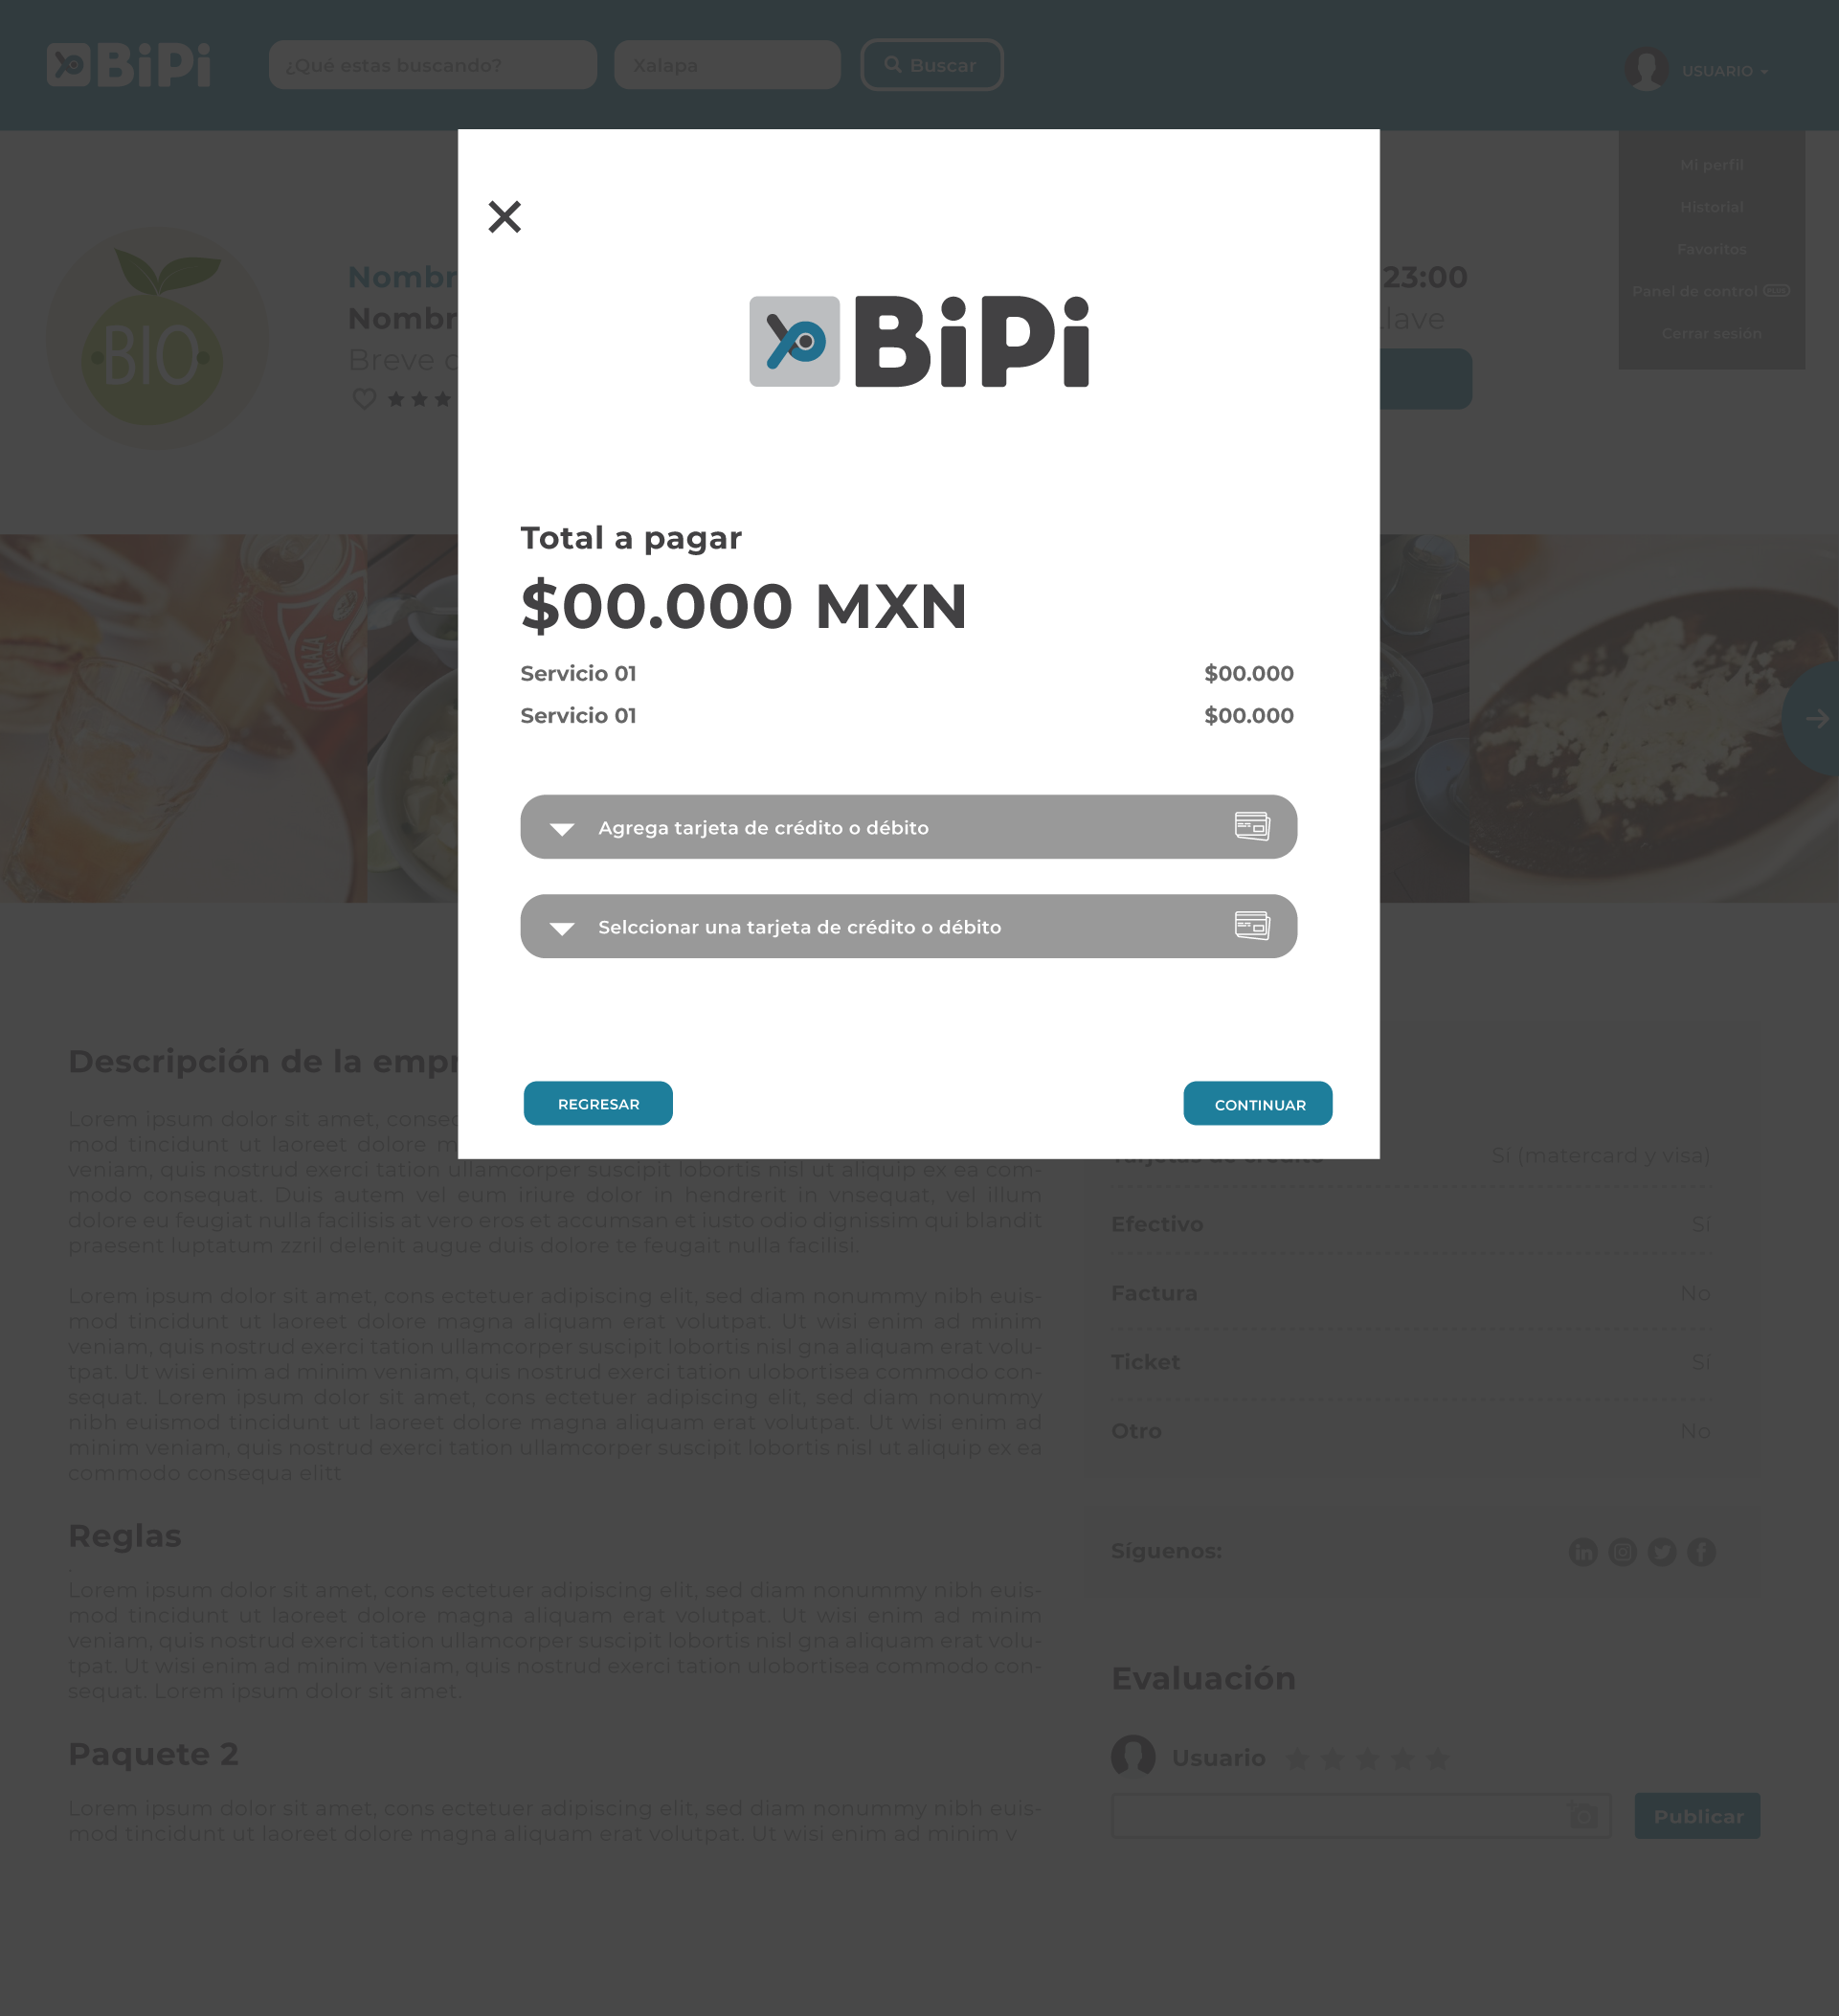 BiPi
¿Qué estas buscando?
Xalapa
Buscar
USUARIO
Mi perfil
Historial
Favoritos
Panel de control
Cerrar sesión
BIO
23:00
BiPi
Total a pagar
$00.000 MXN
Servicio 01 $00.000
Servicio 01 $00.000
Agrega tarjeta de crédito o débito
Selccionar una tarjeta de crédito o débito
REGRESAR
CONTINUAR
Descripción de la
Lorem ipsum dolor sit amet,
mod tincidunt ut laoreet dolore
veniam, quis nostrud exerci tation ullamcorper suscipit lobortis nisl ut aliquip ex ea com-
modo consequat. Duis autem vel eum iriure dolor in hendrerit in vnsequat, vel illum
dolore eu feugiat nulla facilisis at vero eros et accumsan et iusto odio dignissim qui blandit
praesent luptatum zzril delenit augue duis dolore te feugait nulla facilisi.
Lorem ipsum dolor sit amet, cons ectetuer adipiscing elit, sed diam nonummy nibh euis-
mod tincidunt ut laoreet dolore magna aliquam erat volutpat. Ut wisi enim ad minim
veniam, quis nostrud exerci tation ullamcorper suscipit lobortis nisl gna aliquam erat volu-
tpat. Ut wisi enim ad minim veniam, quis nostrud exerci tation ulobortisea commodo con-
sequat. Lorem ipsum dolor sit amet, cons ectetuer adipiscing elit, sed diam nonummy
nibh euismod tincidunt ut laoreet dolore magna aliquam erat volutpat. Ut wisi enim ad
minim veniam, quis nostrud exerci tation ullamcorper suscipit lobortis nisl ut aliquip ex ea
commodo consequa elitt
Reglas
Lorem ipsum dolor sit amet, cons ectetuer adipiscing elit, sed diam nonummy nibh euis-
mod tincidunt ut laoreet dolore magna aliquam erat volutpat. Ut wisi enim ad minim
veniam, quis nostrud exerci tation ullamcorper suscipit lobortis nisl gna aliquam erat volu-
tpat. Ut wisi enim ad minim veniam, quis nostrud exerci tation ulobortisea commodo con-
sequat. Lorem ipsum dolor sit amet.
Paquete 2
Lorem ipsum dolor sit amet, cons ectetuer adipiscing elit, sed diam nonummy nibh euis-
mod tincidunt ut laoreet dolore magna aliquam erat volutpat. Ut wisi enim ad minim v
Tarjetas de crédito Sí (matercard y visa)
Efectivo Sí
Factura No
Ticket Sí
Otro No
Síguenos:
Evaluación
Usuario
Publicar